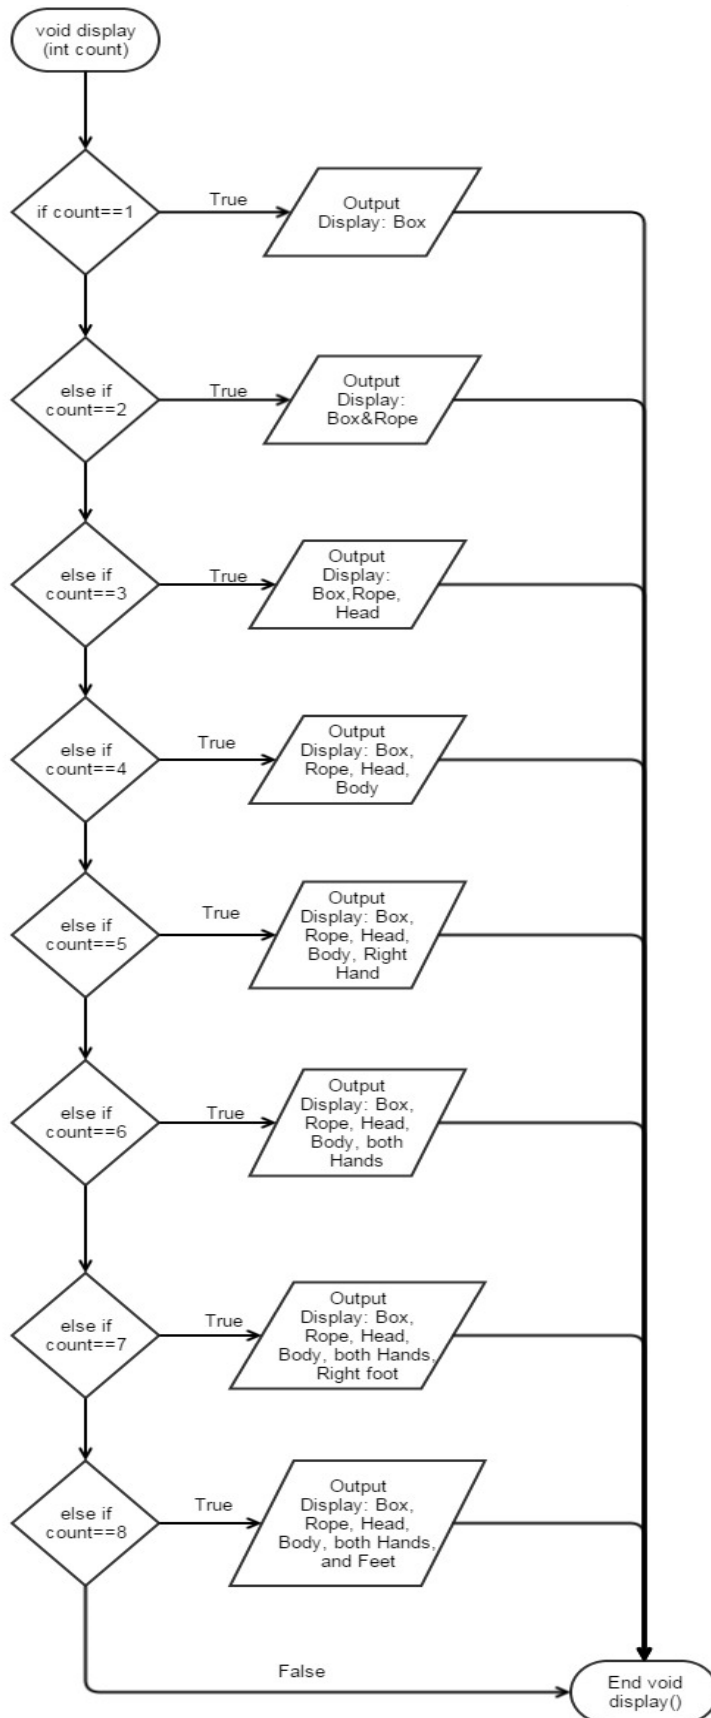 void display
(int count)
if count==1
True
Output
Display: Box
else if
count==2
True
Output
Display:
Box&Rope
else if
count==3
True
Output
Display:
Box,Rope,
Head
else if
count==4
True
Output
Display: Box,
Rope, Head,
Body
else if
count==5
True
Output
Display: Box,
Rope, Head,
Body, Right
Hand
else if
count==6
True
Output
Display: Box,
Rope, Head,
Body, both
Hands
else if
count==7
True
Output
Display: Box,
Rope, Head,
Body, both Hands,
Right foot
else if
count==8
True
Output
Display: Box,
Rope, Head,
Body, both Hands,
and Feet
False
End void
display()